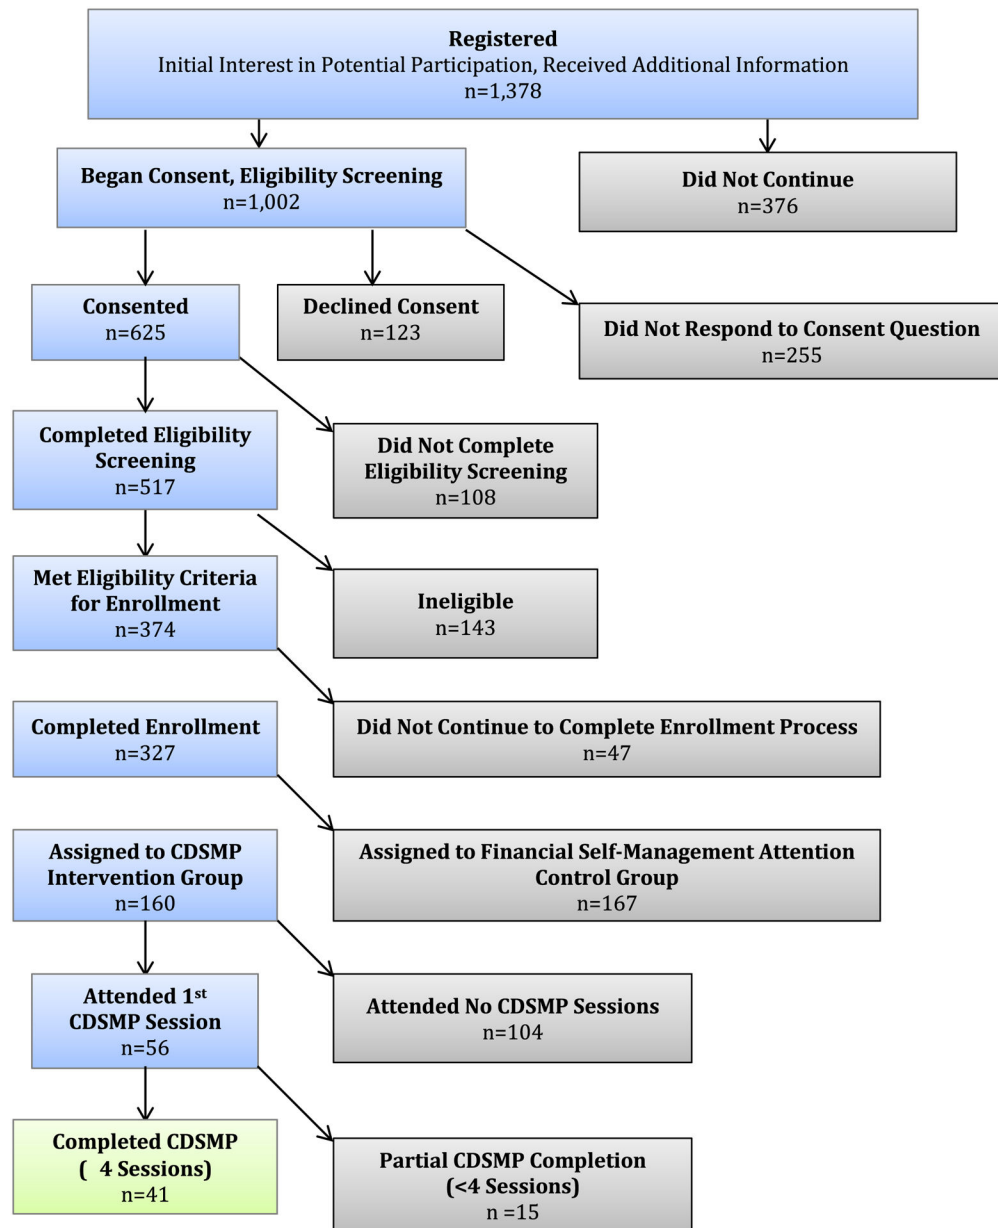 Registered
Initial Interest in Potential Participation, Received Additional Information
n=1,378
Began Consent, Eligibility Screening
n=1,002
Did Not Continue
n=376
Consented
n=625
Declined Consent
n=123
Did Not Respond to Consent Question
n=255
Completed Eligibility
Screening
n=517
Did Not Complete
Eligibility Screening
n=108
Met Eligibility Criteria
for Enrollment
n=374
Ineligible
n=143
Completed Enrollment
n=327
Did Not Continue to Complete Enrollment Process
n=47
Assigned to CDSMP
Intervention Group
n=160
Assigned to Financial Self-Management Attention
Control Group
n=167
Attended 1st
CDSMP Session
n=56
Attended No CDSMP Sessions
n=104
Completed CDSMP
( 4 Sessions)
n=41
Partial CDSMP Completion
(<4 Sessions)
n =15